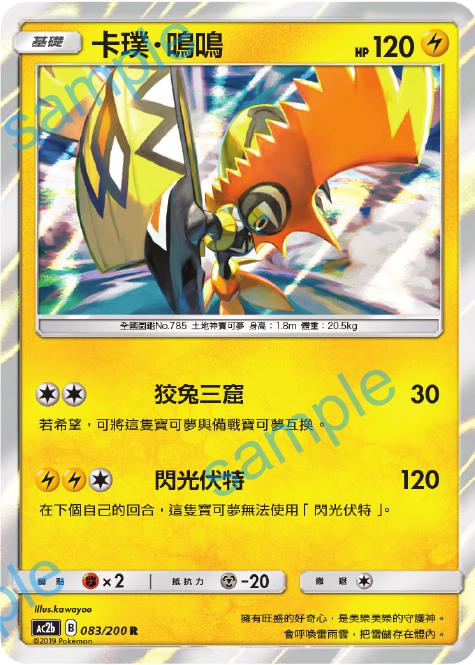 基礎 卡璞・鳴鳴 HP 120
全國圖鑑No.785 土地神寶可夢 身高：1.8m 體重：20.5kg
狡兔三窟 30
若希望，可將這隻寶可夢與備戰寶可夢互換。
閃光伏特 120
在下個自己的回合，這隻寶可夢無法使用「閃光伏特」。
弱點 ×2 抵抗力 -20 撤退
Illus.kawayoo
擁有旺盛的好奇心，是美樂美樂的守護神。
AC2b B 083/200 R
會呼喚雷雨雲，把雷儲存在體內。
©2019 Pokémon
sample
sample
sample